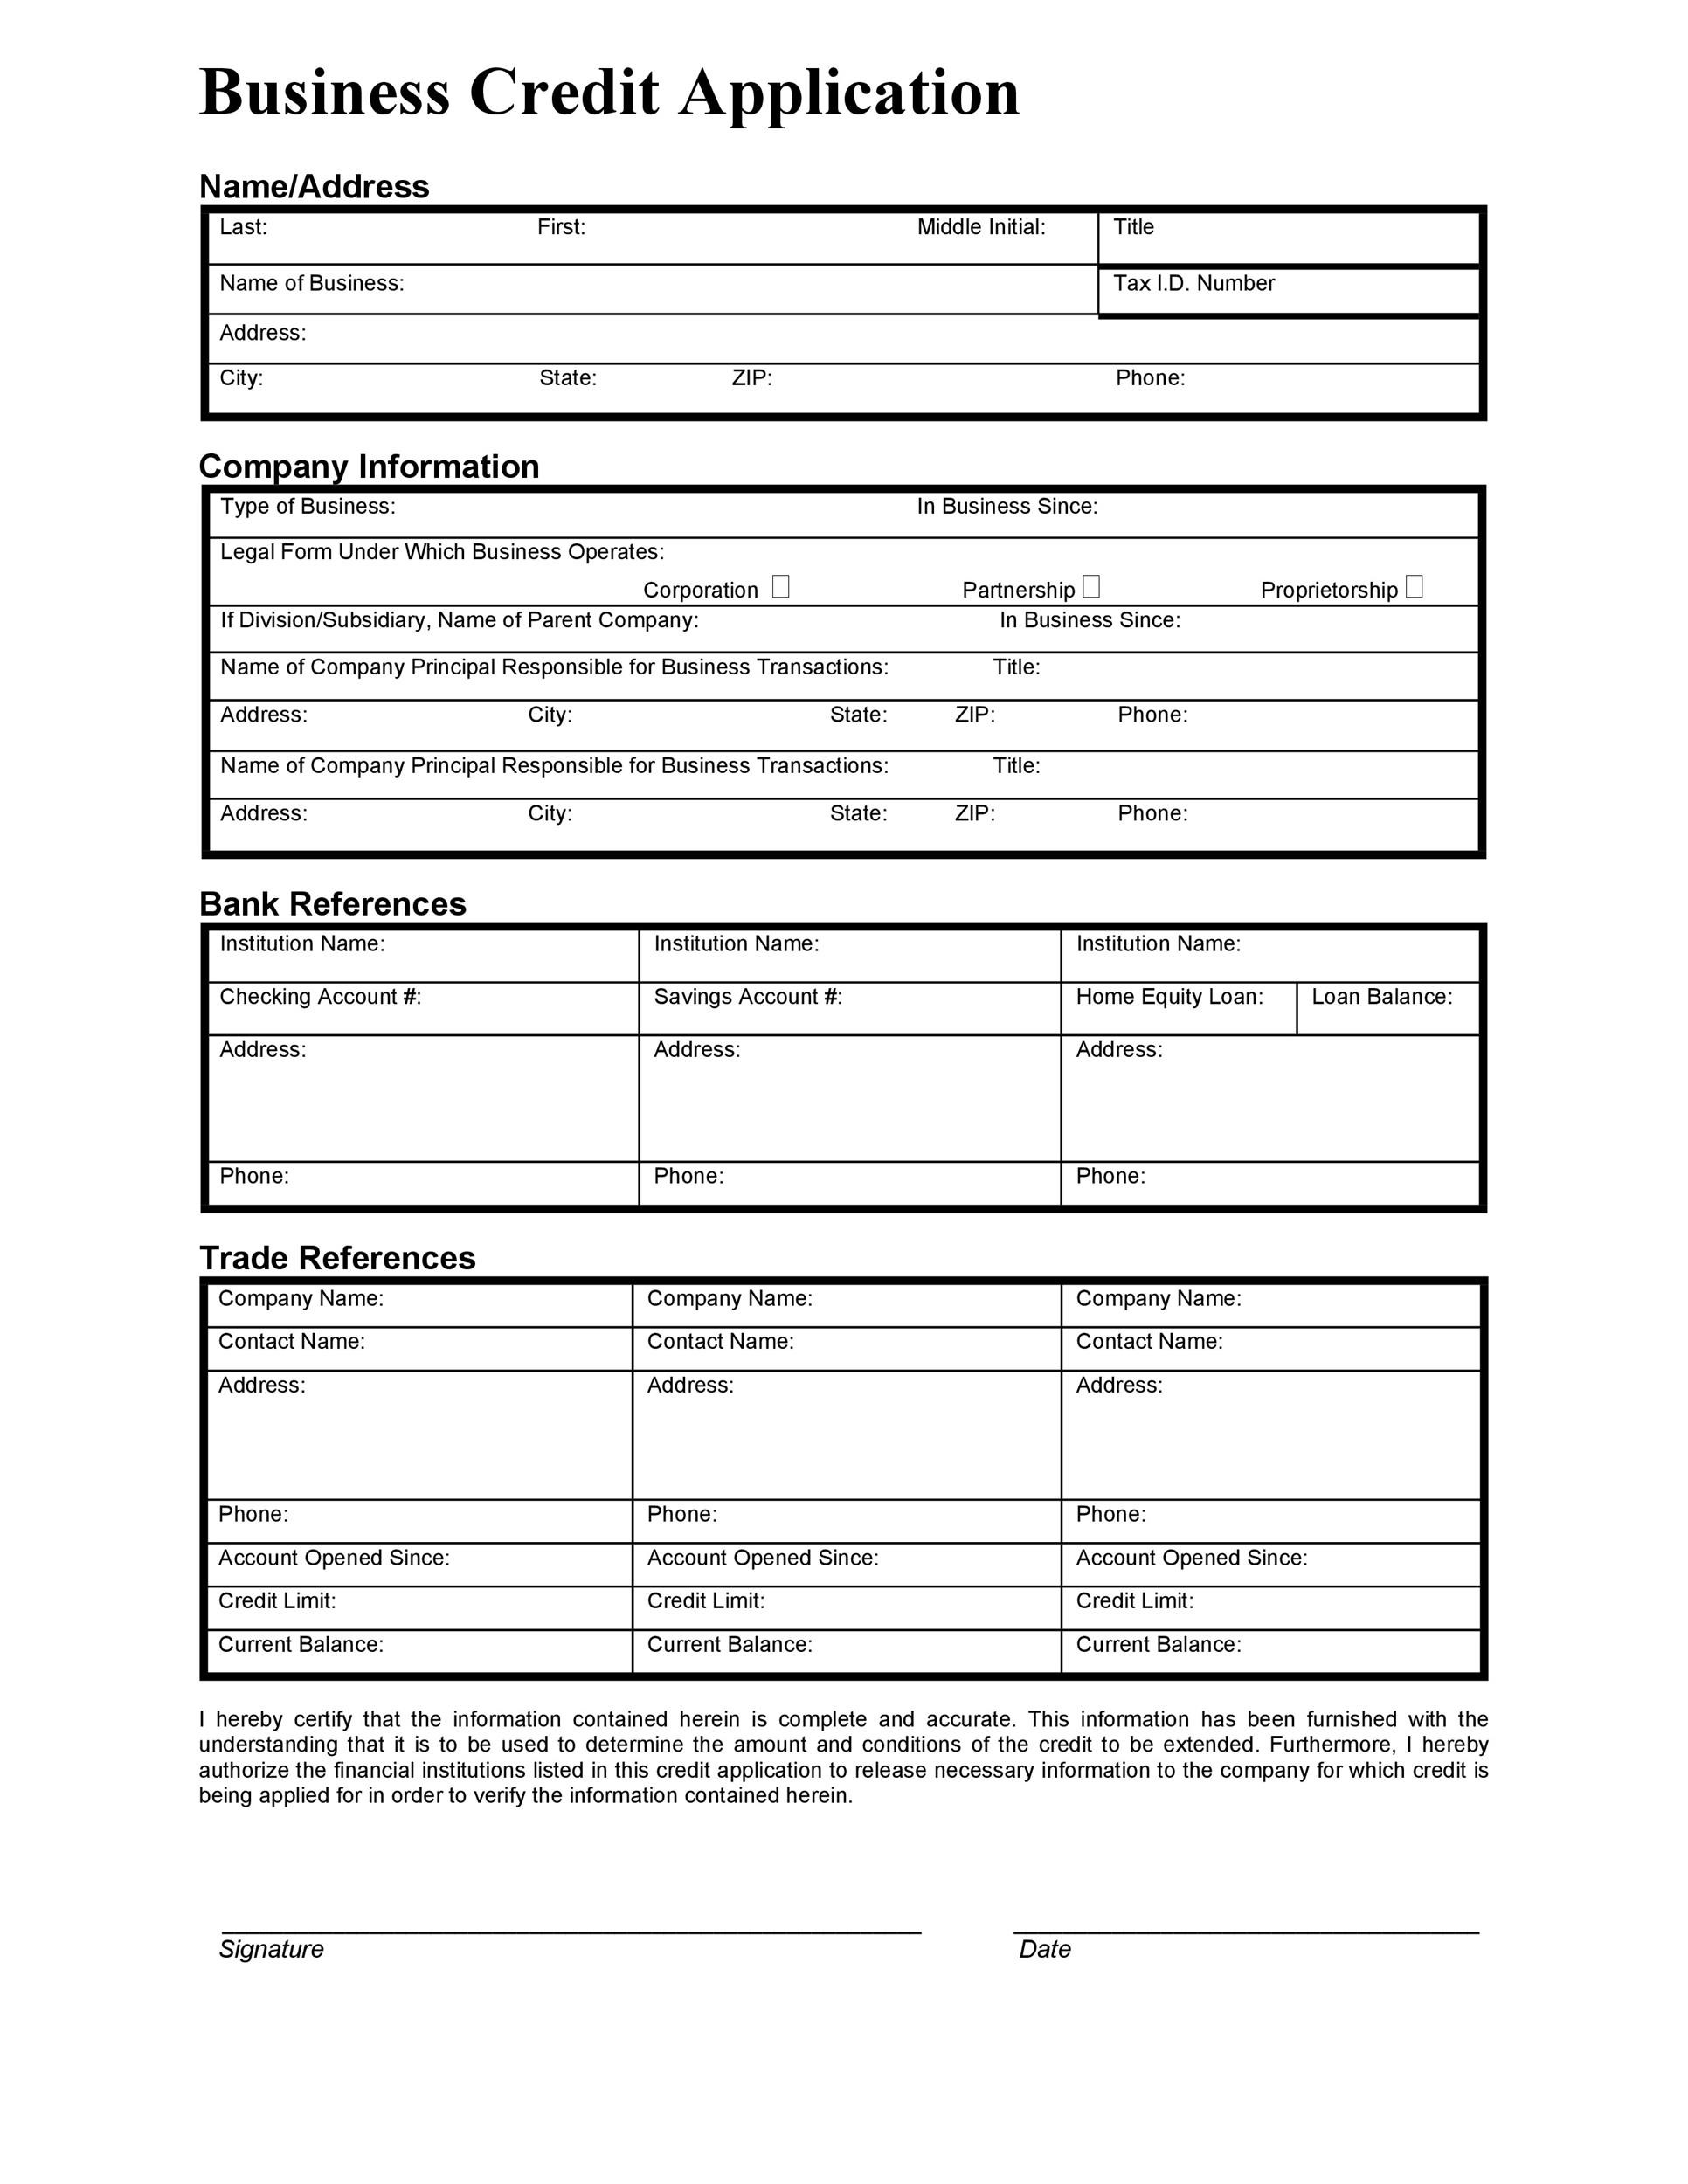 Business Credit Application
Name/Address
Last: First: Middle Initial: Title
Name of Business: Tax I.D. Number
Address:
City: State: ZIP: Phone:
Company Information
Type of Business: In Business Since:
Legal Form Under Which Business Operates:
Corporation Partnership Proprietorship
If Division/Subsidiary, Name of Parent Company: In Business Since:
Name of Company Principal Responsible for Business Transactions: Title:
Address: City: State: ZIP: Phone:
Name of Company Principal Responsible for Business Transactions: Title:
Address: City: State: ZIP: Phone:
Bank References
Institution Name: Institution Name: Institution Name:
Checking Account #: Savings Account #: Home Equity Loan: Loan Balance:
Address: Address: Address:
Phone: Phone: Phone:
Trade References
Company Name: Company Name: Company Name:
Contact Name: Contact Name: Contact Name:
Address: Address: Address:
Phone: Phone: Phone:
Account Opened Since: Account Opened Since: Account Opened Since:
Credit Limit: Credit Limit: Credit Limit:
Current Balance: Current Balance: Current Balance:
I hereby certify that the information contained herein is complete and accurate. This information has been furnished with the
understanding that it is to be used to determine the amount and conditions of the credit to be extended. Furthermore, I hereby
authorize the financial institutions listed in this credit application to release necessary information to the company for which credit is
being applied for in order to verify the information contained herein.
Signature Date